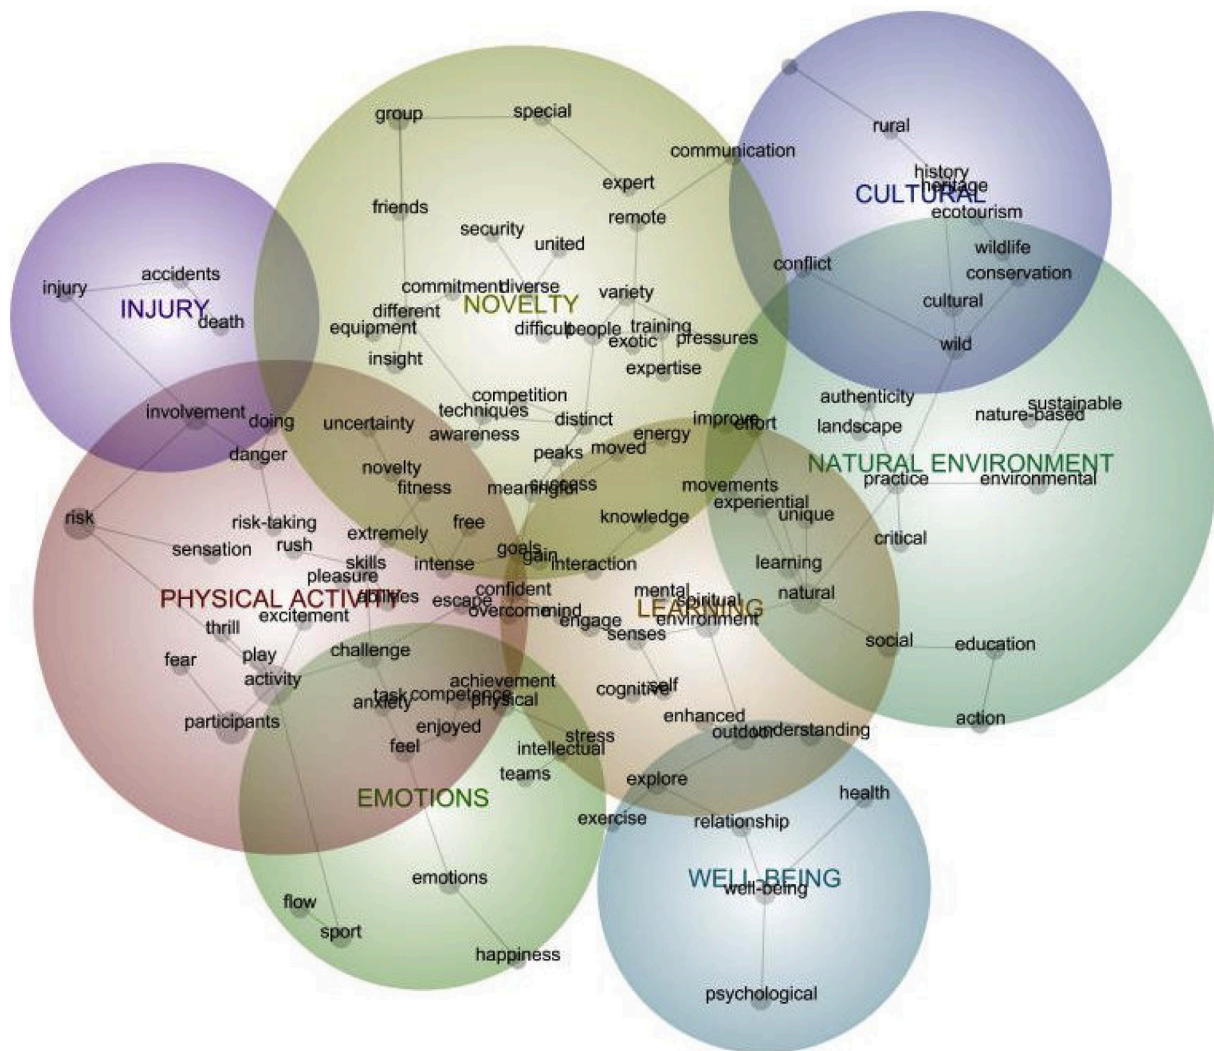 group
special
communication
rural
expert
history
heritage
CULTURAL
friends
remote
ecotourism
security
united
wildlife
conflict
conservation
accidents
injury
INJURY
death
commitment
diverse
NOVELTY
variety
cultural
different
equipment
difficult
people
training
exotic
pressures
wild
insight
expertise
competition
authenticity
sustainable
techniques
nature-based
involvement
doing
uncertainty
awareness
distinct
improve
effort
landscape
energy
moved
danger
peaks
NATURAL ENVIRONMENT
novelty
fitness
meaningful
success
movements
practice
environmental
experiential
risk
risk-taking
free
knowledge
unique
extremely
critical
sensation
rush
goals
gain
skills
intense
interaction
learning
pleasure
abilities
confident
mental
natural
PHYSICAL ACTIVITY
escape
spiritual
LEARNING
overcome
mind
excitement
engage
environment
thrill
senses
social
education
fear
play
challenge
activity
achievement
cognitive
self
task
competence
anxiety
physical
participants
enhanced
action
enjoyed
outdoor
understanding
stress
feel
intellectual
teams
explore
EMOTIONS
health
exercise
relationship
emotions
WELL-BEING
well-being
flow
sport
happiness
psychological